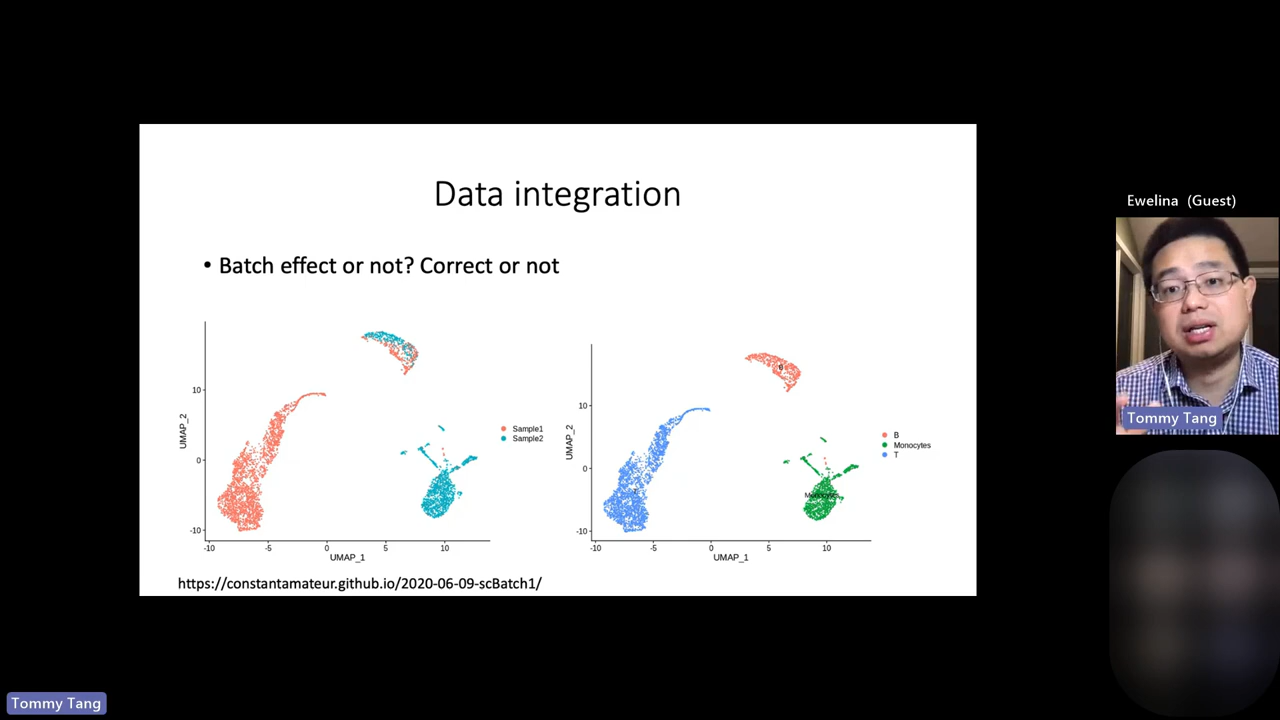 Data integration
• Batch effect or not? Correct or not
UMAP_2
10
0
-10
-10
-5
0
5
10
UMAP_1
Sample1
Sample2
UMAP_2
10
0
-10
-10
-5
0
5
10
UMAP_1
B
Monocytes
B
Monocytes
T
https://constantamateur.github.io/2020-06-09-scBatch1/
Ewelina (Guest)
Tommy Tang
Tommy Tang